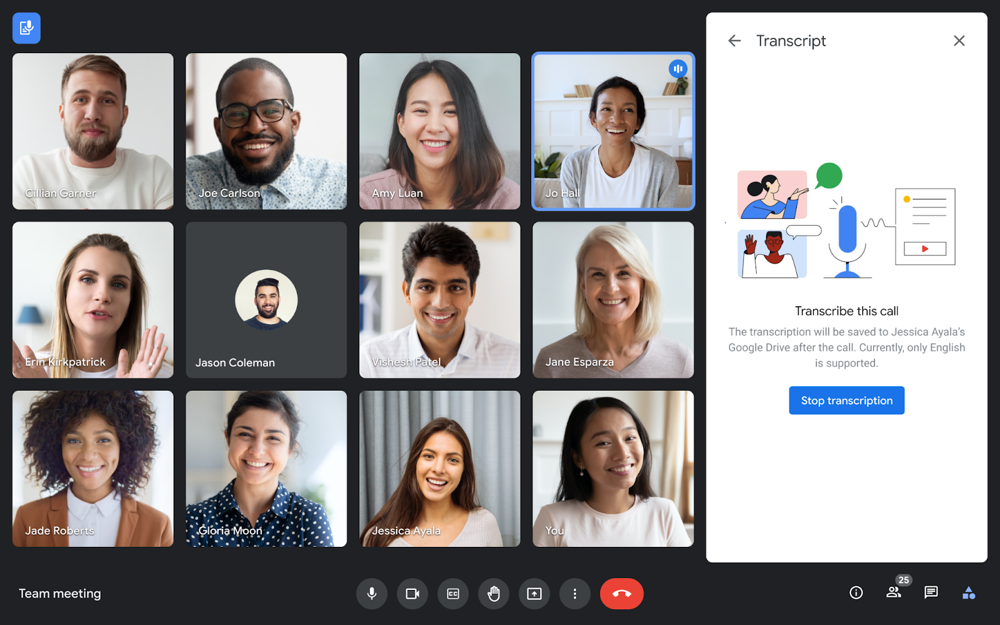 Transcript
Cillian Garner
Joe Carlson
Amy Luan
Jo Hall
Erin Kirkpatrick
Jason Coleman
Vishesh Patel
Jane Esparza
Jade Roberts
Gloria Moon
Jessica Ayala
You
Transcribe this call
The transcription will be saved to Jessica Ayala’s
Google Drive after the call. Currently, only English
is supported.
Stop transcription
Team meeting
CC
25